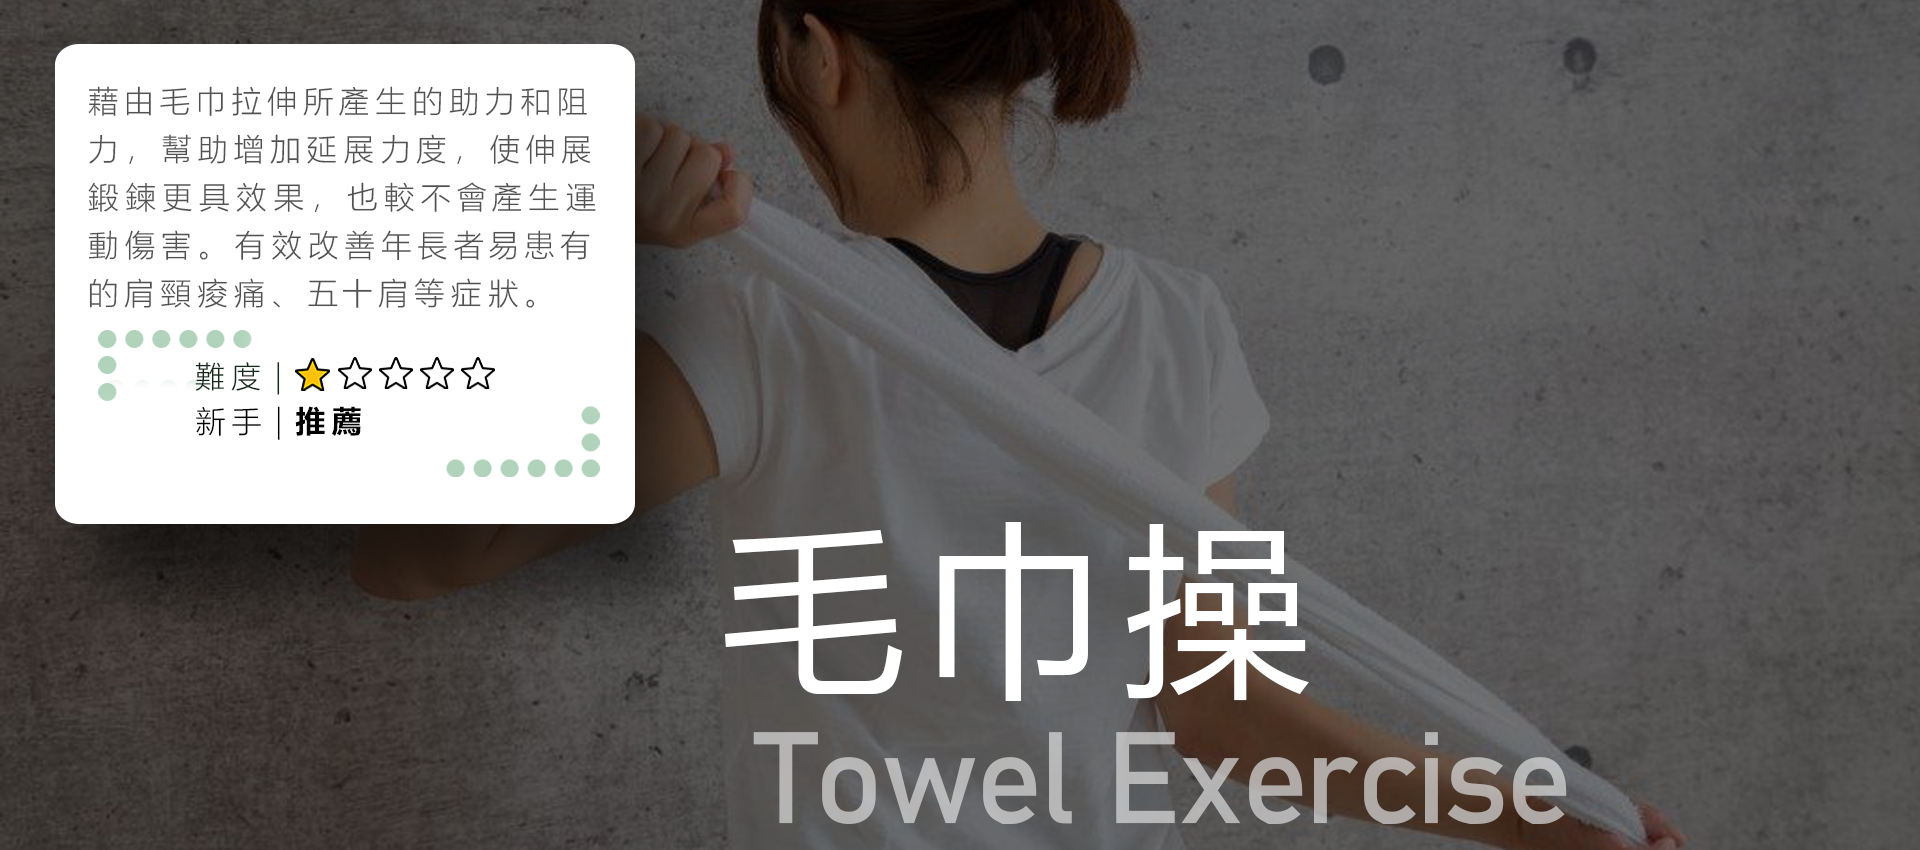 藉由毛巾拉伸所產生的助力和阻
力，幫助增加延展力度，使伸展
鍛鍊更具效果，也較不會產生運
動傷害。有效改善年長者易患有
的肩頸痠痛、五十肩等症狀。
難度｜★☆☆☆☆
新手｜推薦
毛巾操
Towel Exercise